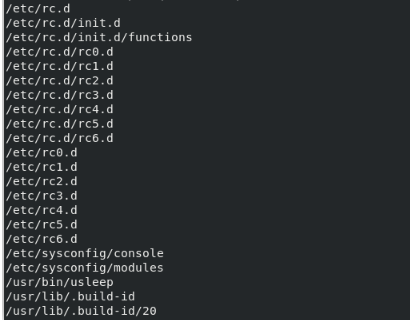 /etc/rc.d
/etc/rc.d/init.d
/etc/rc.d/init.d/functions
/etc/rc.d/rc0.d
/etc/rc.d/rc1.d
/etc/rc.d/rc2.d
/etc/rc.d/rc3.d
/etc/rc.d/rc4.d
/etc/rc.d/rc5.d
/etc/rc.d/rc6.d
/etc/rc0.d
/etc/rc1.d
/etc/rc2.d
/etc/rc3.d
/etc/rc4.d
/etc/rc5.d
/etc/rc6.d
/etc/sysconfig/console
/etc/sysconfig/modules
/usr/bin/usleep
/usr/lib/.build-id
/usr/lib/.build-id/20